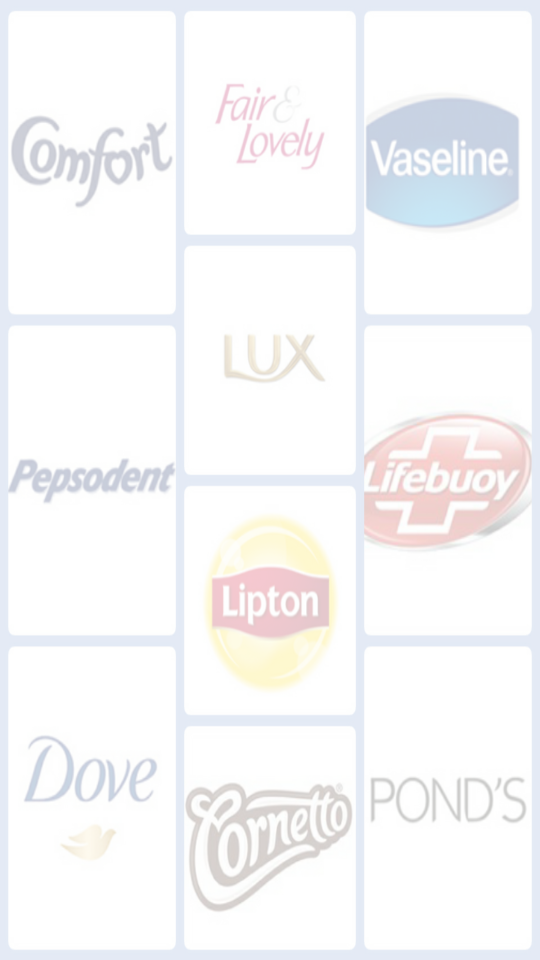 Comfort
Fair &
Lovely
Vaseline
LUX
Pepsodent
Lifebuoy
Lipton
Dove
Cornetto
POND'S